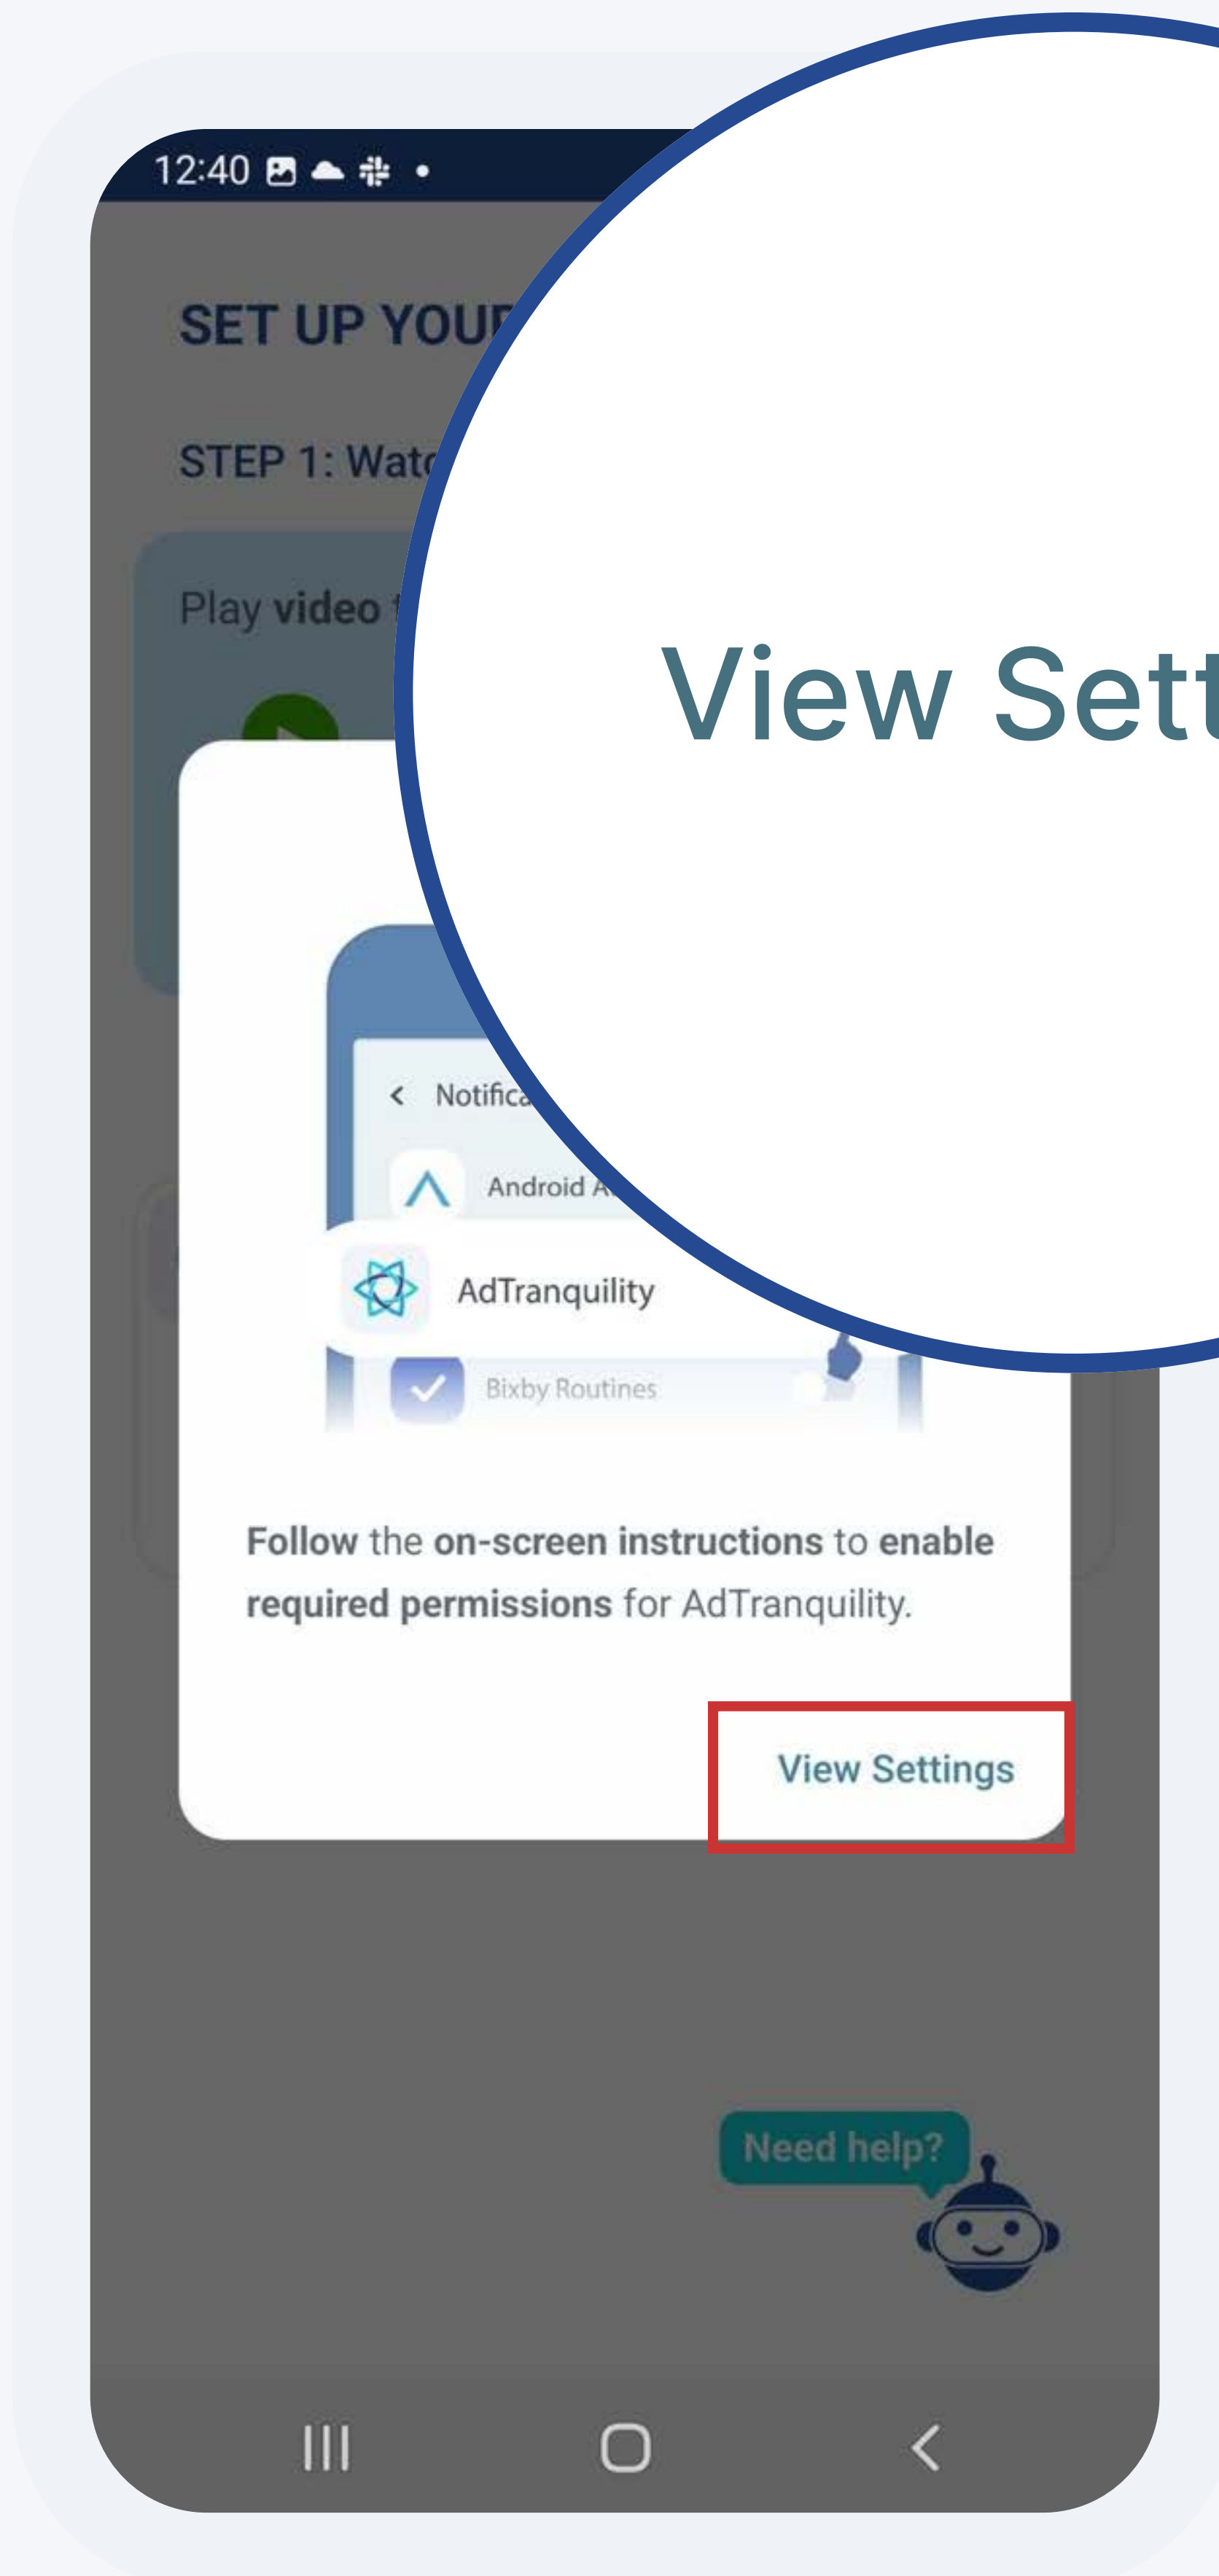 12:40
SET UP YOUR
STEP 1: Watc
Play video
View Sett
Notifica
Android A
AdTranquility
Bixby Routines
Follow the on-screen instructions to enable
required permissions for AdTranquility.
View Settings
Need help?